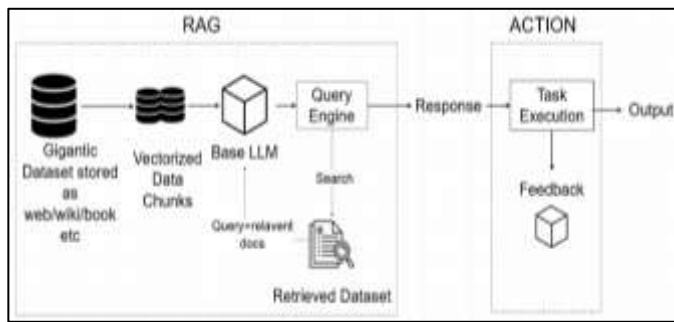 RAG
ACTION
Gigantic
Dataset stored
as
web/wiki/book
etc
Vectorized
Data
Chunks
Base LLM
Query
Engine
Response
Task
Execution
Output
Search
Query+relavent
docs
Retrieved Dataset
Feedback